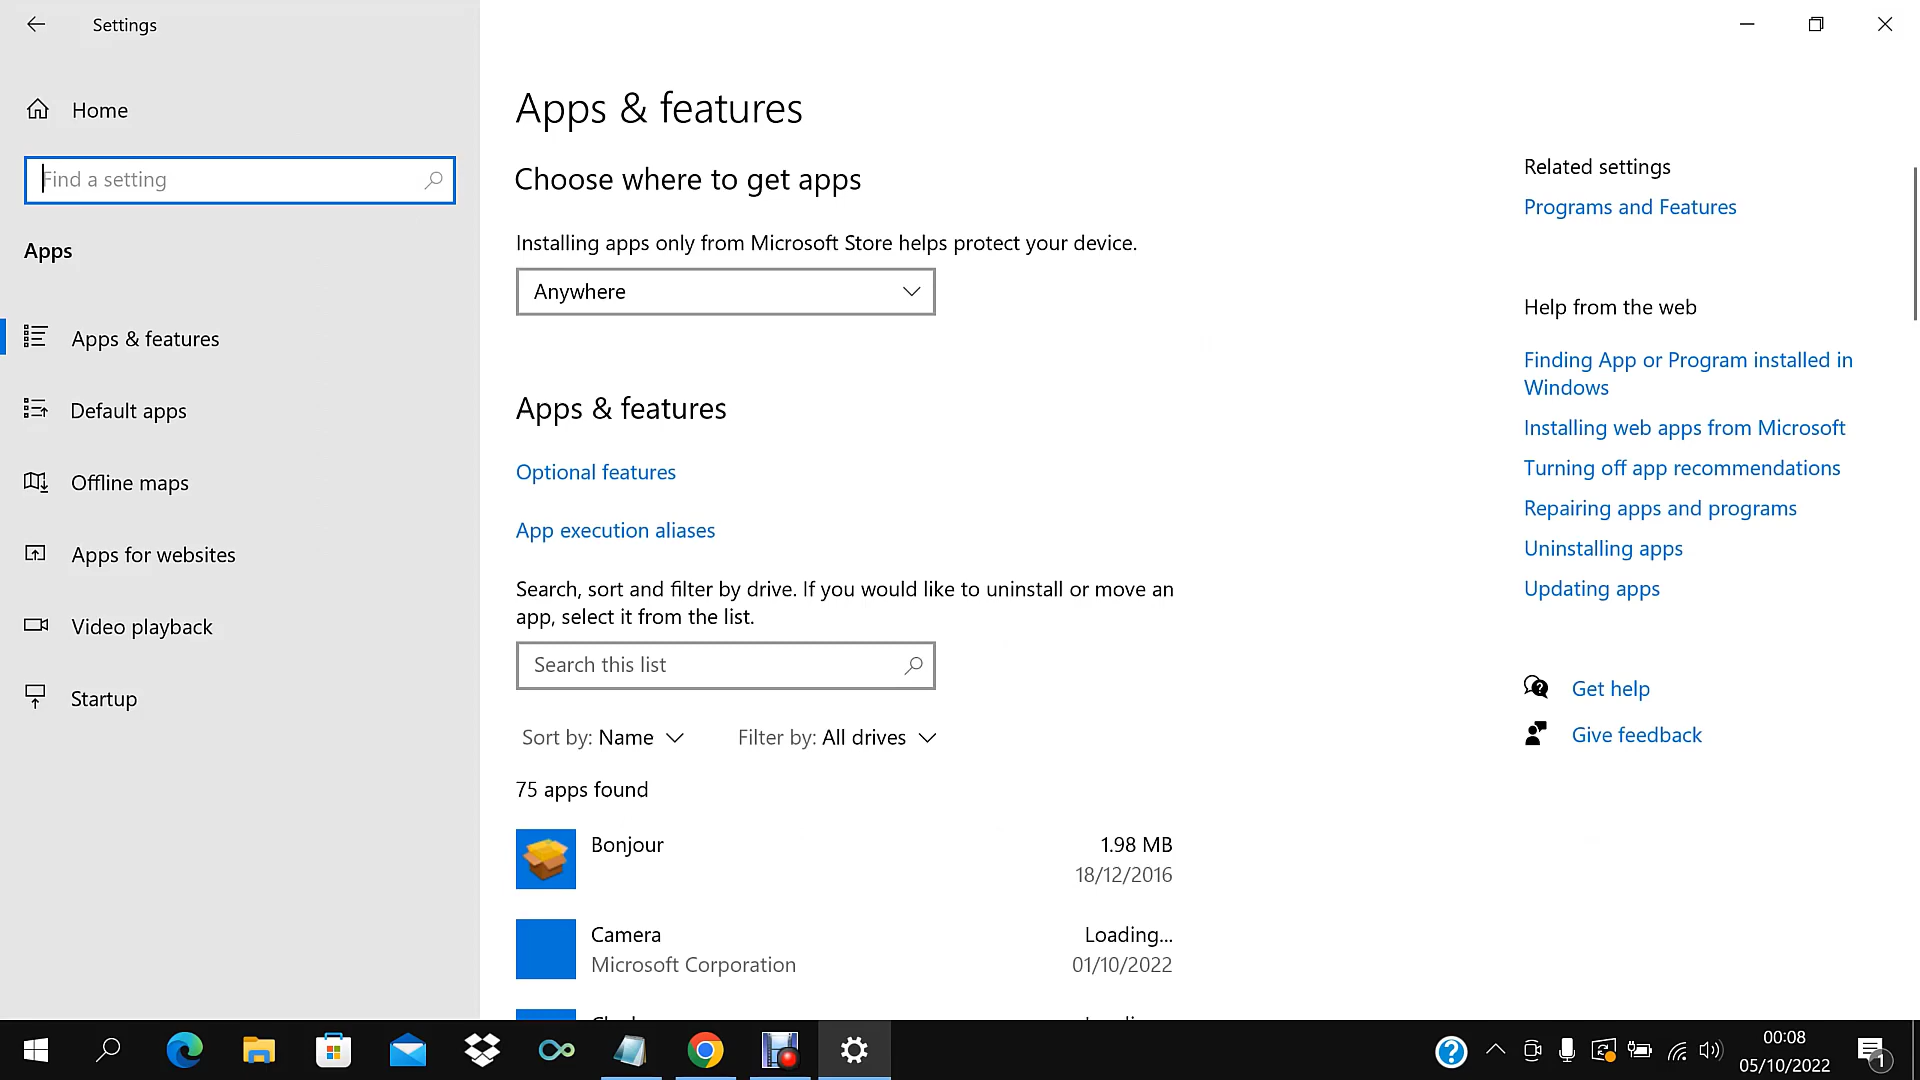 Settings
Home
Find a setting
Apps
Apps & features
Default apps
Offline maps
Apps for websites
Video playback
Startup
Apps & features
Choose where to get apps
Installing apps only from Microsoft Store helps protect your device.
Anywhere
Apps & features
Optional features
App execution aliases
Search, sort and filter by drive. If you would like to uninstall or move an
app, select it from the list.
Search this list
Sort by: Name
Filter by: All drives
75 apps found
Bonjour
1.98 MB
18/12/2016
Camera
Loading...
Microsoft Corporation
01/10/2022
Related settings
Programs and Features
Help from the web
Finding App or Program installed in
Windows
Installing web apps from Microsoft
Turning off app recommendations
Repairing apps and programs
Uninstalling apps
Updating apps
Get help
Give feedback
00:08
05/10/2022
1